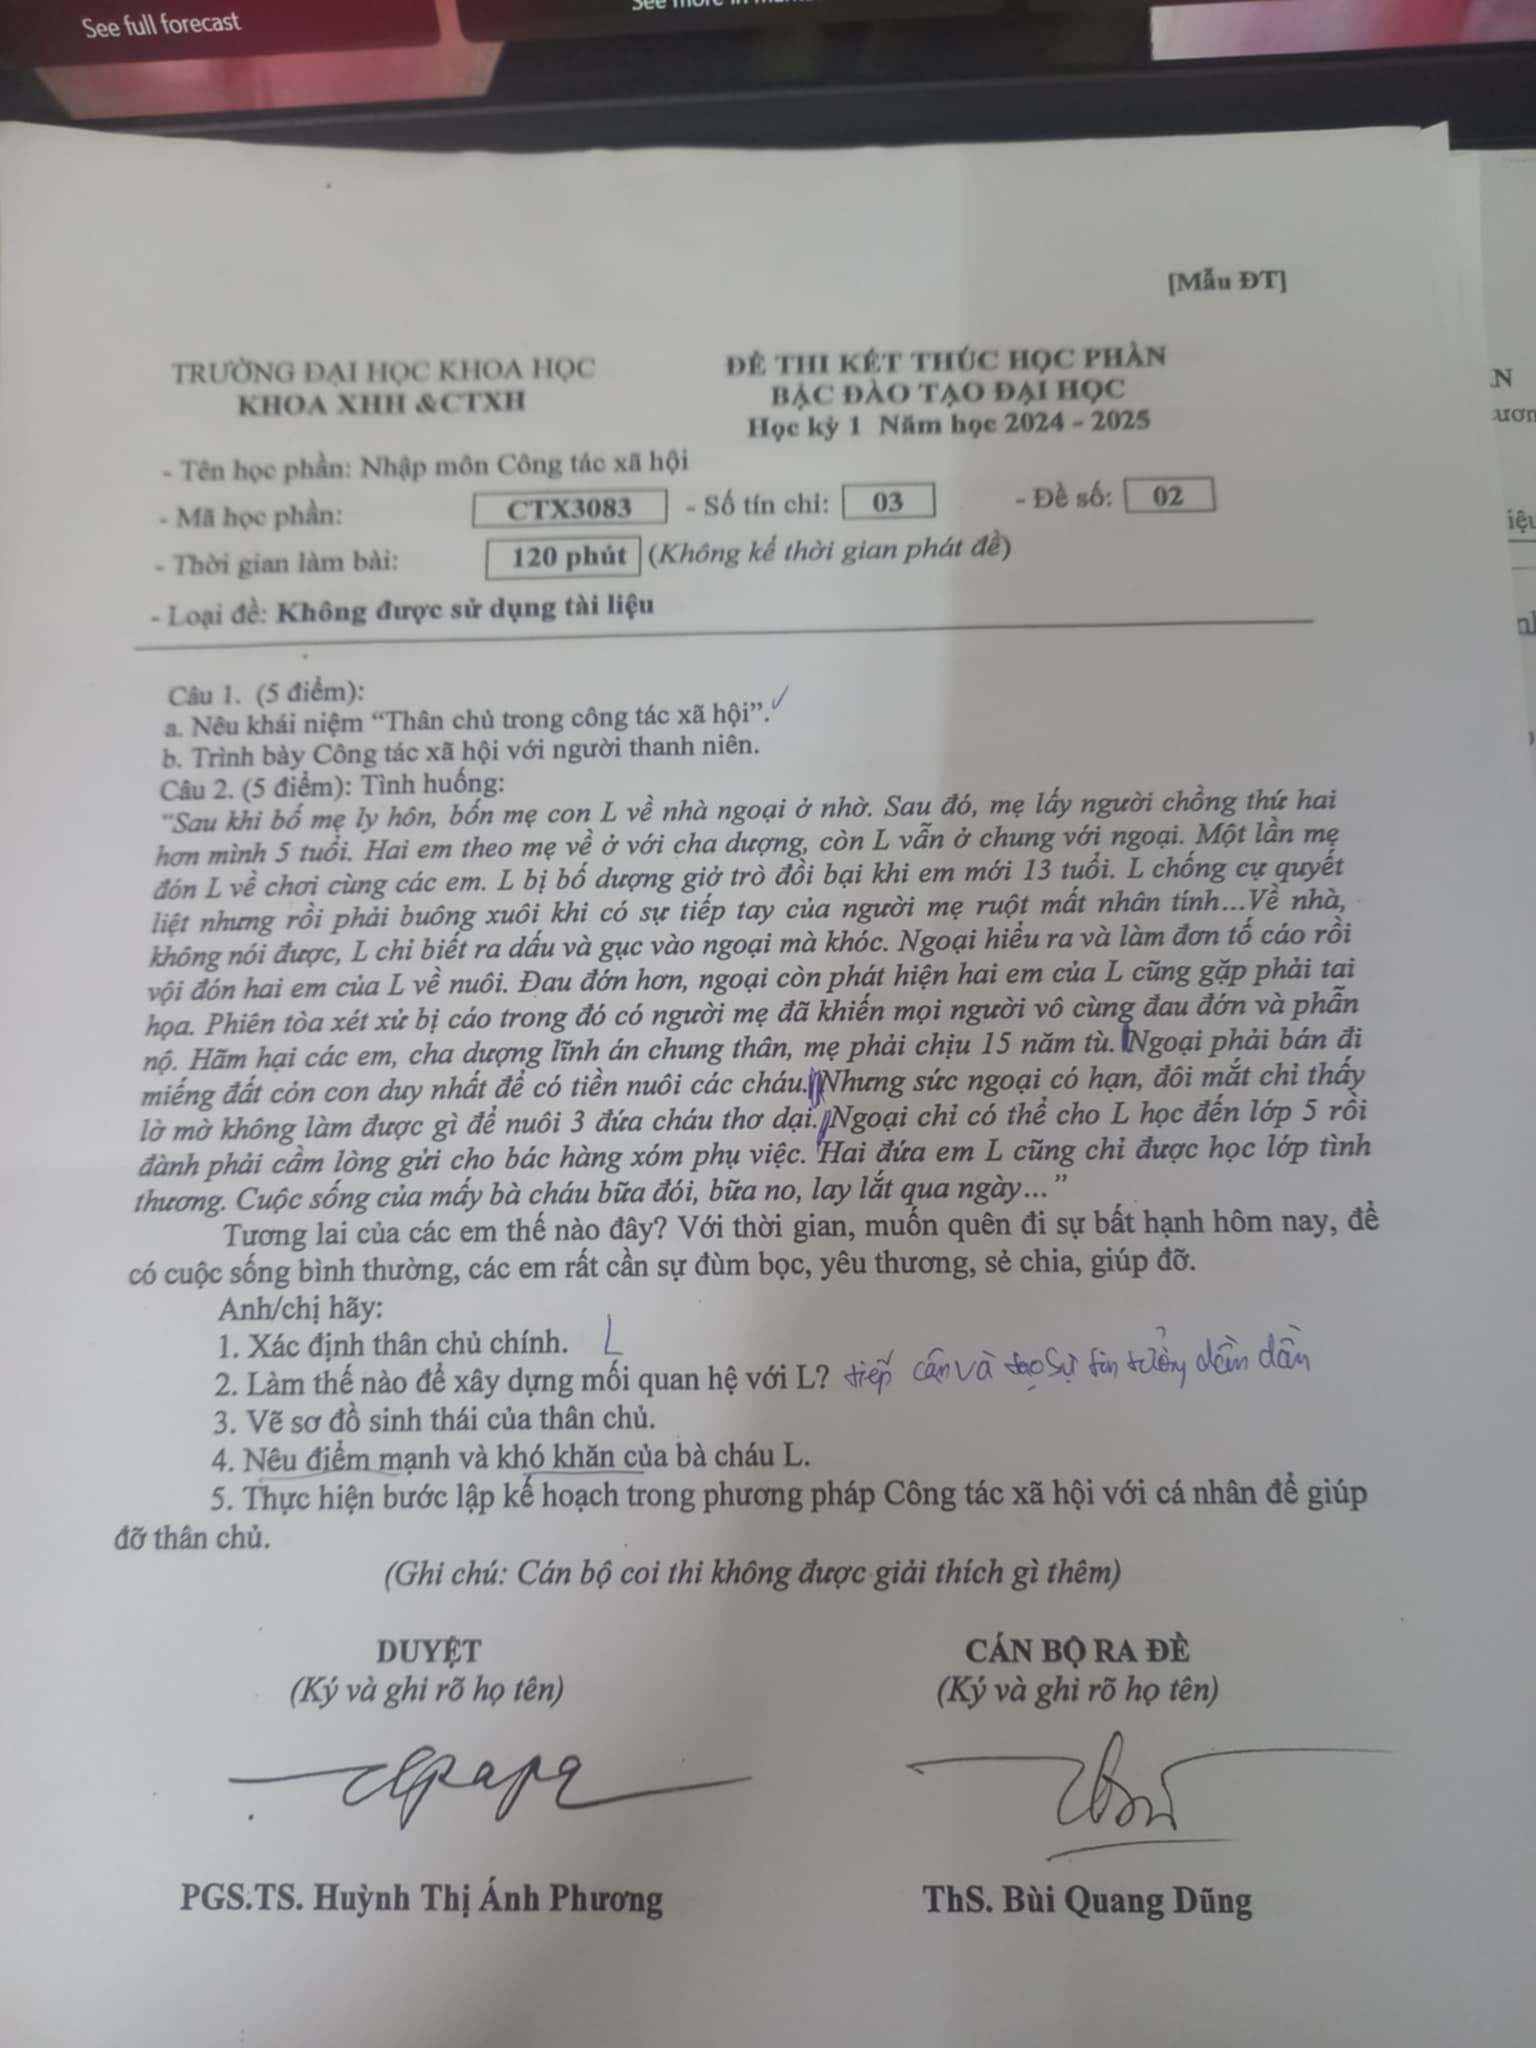 See full forecast
[Mẫu ĐT]
TRƯỜNG ĐẠI HỌC KHOA HỌC
KHOA XHH &CTXH
ĐỀ THI KẾT THÚC HỌC PHẦN
BẬC ĐÀO TẠO ĐẠI HỌC
Học kỳ 1 Năm học 2024 - 2025
- Tên học phần: Nhập môn Công tác xã hội
- Mã học phần: CTX3083 - Số tín chỉ: 03 - Đề số: 02
- Thời gian làm bài: 120 phút (Không kể thời gian phát đề)
- Loại đề: Không được sử dụng tài liệu
Câu 1. (5 điểm):
a. Nêu khái niệm “Thân chủ trong công tác xã hội”.
b. Trình bày Công tác xã hội với người thanh niên.
Câu 2. (5 điểm): Tình huống:
“Sau khi bố mẹ ly hôn, bốn mẹ con L về nhà ngoại ở nhờ. Sau đó, mẹ lấy người chồng thứ hai
hơn mình 5 tuổi. Hai em theo mẹ về ở với cha dượng, còn L vẫn ở chung với ngoại. Một lần mẹ
đón L về chơi cùng các em. L bị bố dượng giở trò đồi bại khi em mới 13 tuổi. L chống cự quyết
liệt nhưng rồi phải buông xuôi khi có sự tiếp tay của người mẹ ruột mất nhân tính...Về nhà,
không nói được, L chỉ biết ra dấu và gục vào ngoại mà khóc. Ngoại hiểu ra và làm đơn tố cáo rồi
vội đón hai em của L về nuôi. Đau đớn hơn, ngoại còn phát hiện hai em của L cũng gặp phải tai
họa. Phiên tòa xét xử bị cáo trong đó có người mẹ đã khiến mọi người vô cùng đau đớn và phẫn
nộ. Hãm hại các em, cha dượng lĩnh án chung thân, mẹ phải chịu 15 năm tù. Ngoại phải bán đi
miếng đất cỏn con duy nhất để có tiền nuôi các cháu. Nhưng sức ngoại có hạn, đôi mắt chỉ thấy
lờ mờ không làm được gì để nuôi 3 đứa cháu thơ dại. Ngoại chỉ có thể cho L học đến lớp 5 rồi
đành phải cầm lòng gửi cho bác hàng xóm phụ việc. Hai đứa em L cũng chỉ được học lớp tình
thương. Cuộc sống của mấy bà cháu bữa đói, bữa no, lay lắt qua ngày...”
Tương lai của các em thế nào đây? Với thời gian, muốn quên đi sự bất hạnh hôm nay, để
có cuộc sống bình thường, các em rất cần sự đùm bọc, yêu thương, sẻ chia, giúp đỡ.
Anh/chị hãy:
1. Xác định thân chủ chính. L
2. Làm thế nào để xây dựng mối quan hệ với L? tiếp cận và tạo sự tin tưởng dần dần
3. Vẽ sơ đồ sinh thái của thân chủ.
4. Nêu điểm mạnh và khó khăn của bà cháu L.
5. Thực hiện bước lập kế hoạch trong phương pháp Công tác xã hội với cá nhân để giúp
đỡ thân chủ.
(Ghi chú: Cán bộ coi thi không được giải thích gì thêm)
DUYỆT
(Ký và ghi rõ họ tên)
CÁN BỘ RA ĐỀ
(Ký và ghi rõ họ tên)
PGS.TS. Huỳnh Thị Ánh Phương
ThS. Bùi Quang Dũng